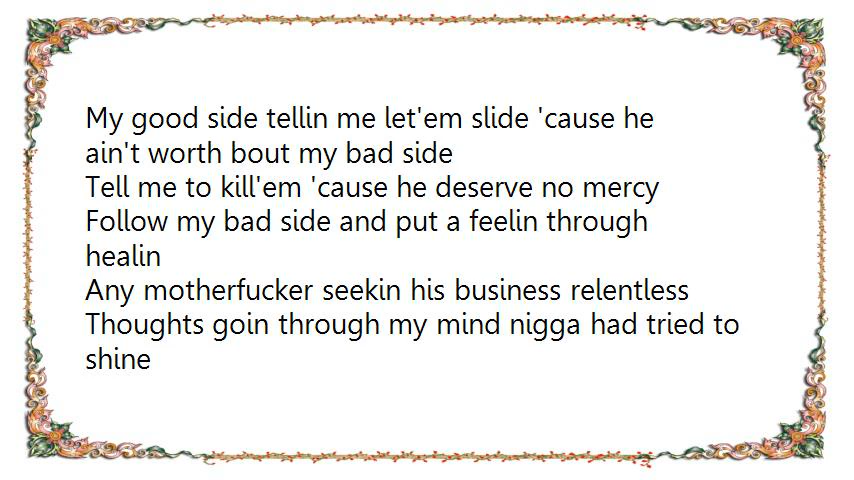 My good side tellin me let'em slide 'cause he
ain't worth bout my bad side
Tell me to kill'em 'cause he deserve no mercy
Follow my bad side and put a feelin through
healin
Any motherfucker seekin his business relentless
Thoughts goin through my mind nigga had tried to
shine